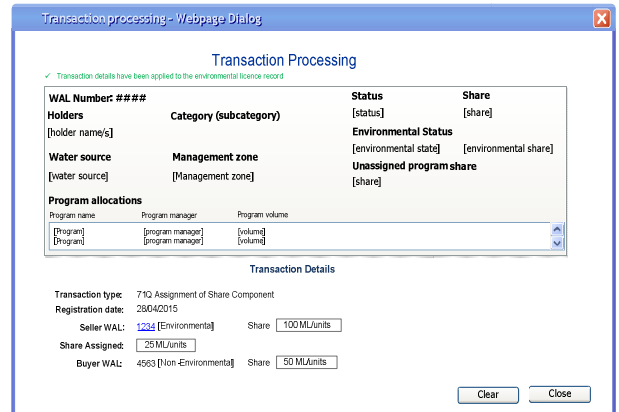 Transaction processing – Webpage Dialog
Transaction Processing
✓ Transaction details have been applied to the environmental licence record
WAL Number: #### Status Share
Holders Category (subcategory) [status] [share]
[holder name/s] Environmental Status
[environmental state] [environmental share]
Water source Management zone Unassigned program share
[water source] [Management zone] [share]
Program allocations
Program name Program manager Program volume
[Program] [program manager] [volume]
[Program] [program manager] [volume]
Transaction Details
Transaction type: 71Q Assignment of Share Component
Registration date: 28/04/2015
Seller WAL: 1234 [Environmental] Share 100 ML/units
Share Assigned: 25 ML/units
Buyer WAL: 4563 [Non -Environmental] Share 50 ML/units
Clear Close